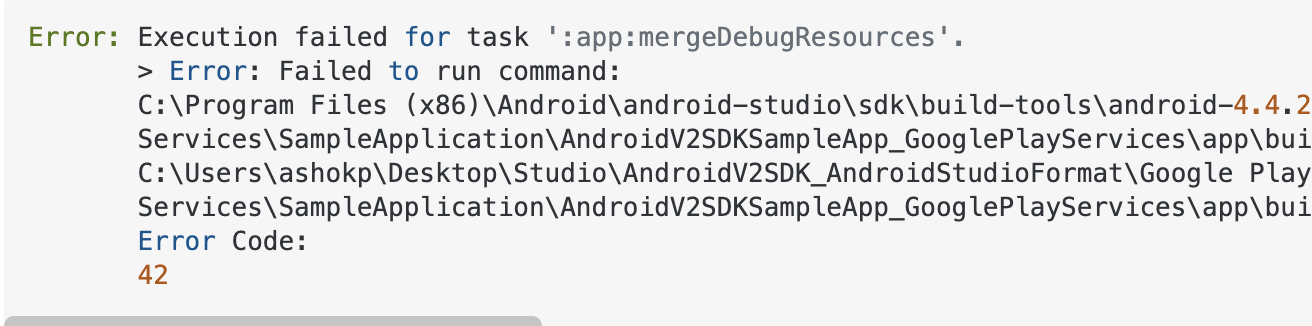 Error: Execution failed for task ':app:mergeDebugResources'.
> Error: Failed to run command:
C:\Program Files (x86)\Android\android-studio\sdk\build-tools\android-4.4.2
Services\SampleApplication\AndroidV2SDKSampleApp_GooglePlayServices\app\bui
C:\Users\ashokp\Desktop\Studio\AndroidV2SDK_AndroidStudioFormat\Google Play
Services\SampleApplication\AndroidV2SDKSampleApp_GooglePlayServices\app\bui
Error Code:
42